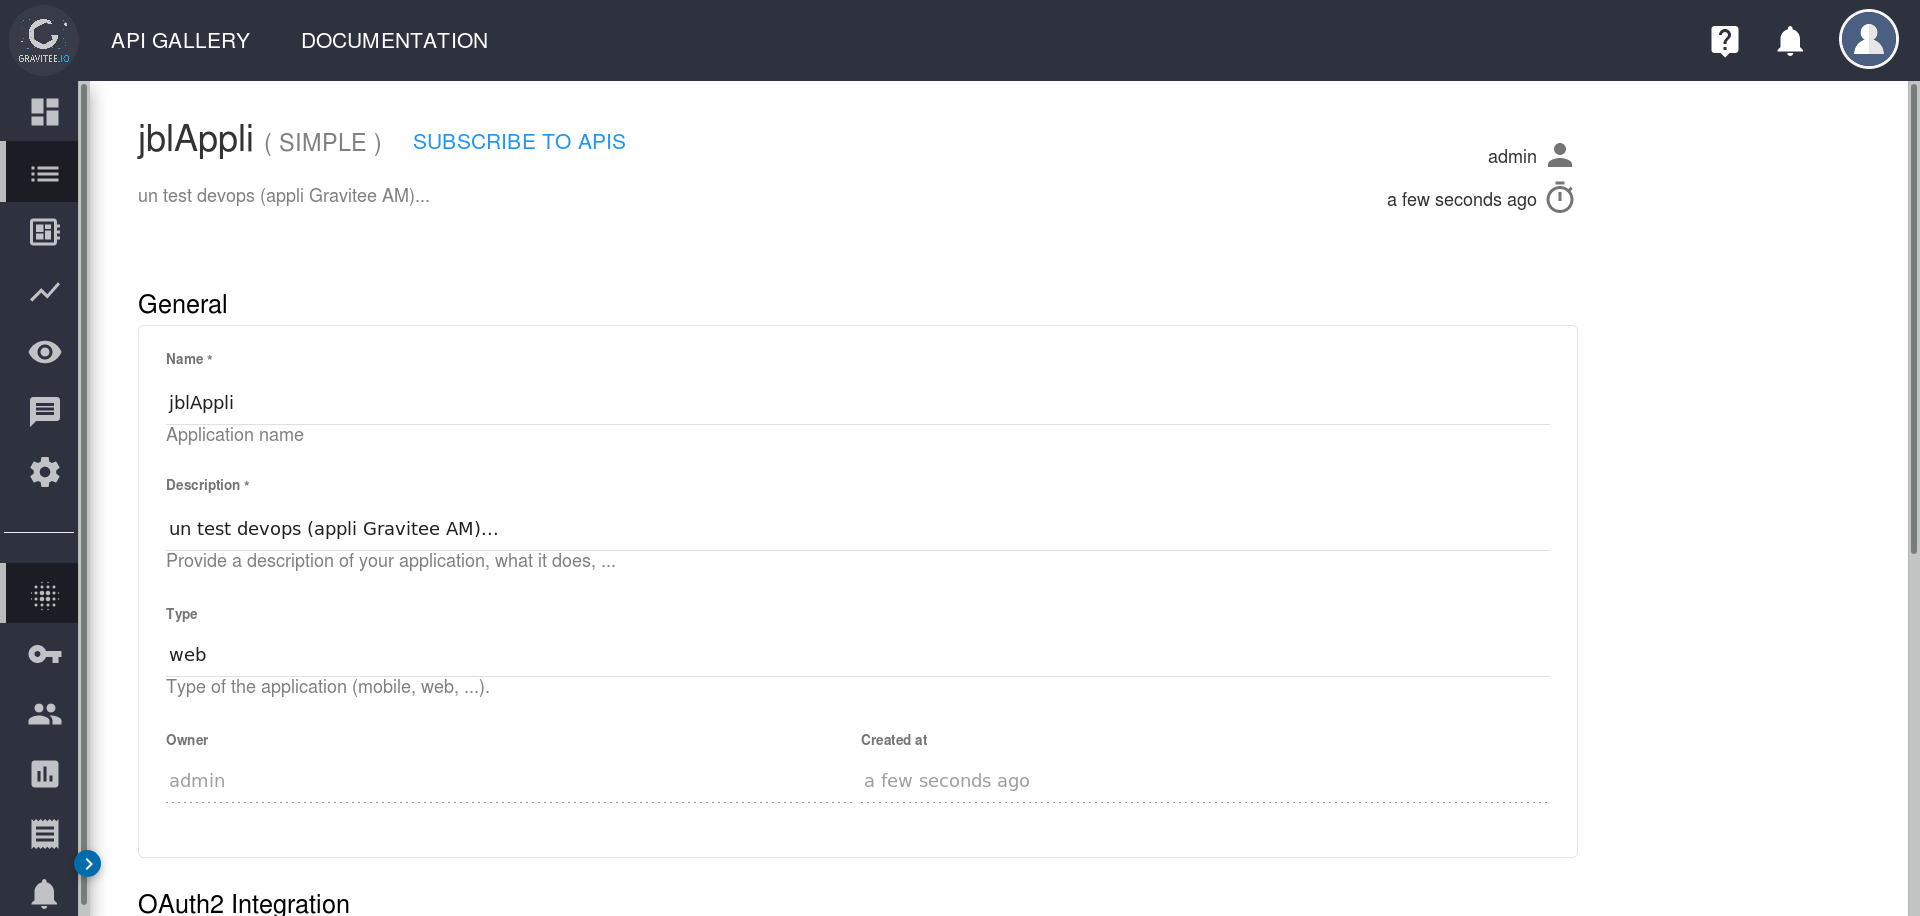 GRAVITEE.IO
API GALLERY DOCUMENTATION
jblAppli ( SIMPLE ) SUBSCRIBE TO APIS
admin
un test devops (appli Gravitee AM)...
a few seconds ago
General
Name *
jblAppli
Application name
Description *
un test devops (appli Gravitee AM)...
Provide a description of your application, what it does, ...
Type
web
Type of the application (mobile, web, ...).
Owner Created at
admin a few seconds ago
OAuth2 Integration